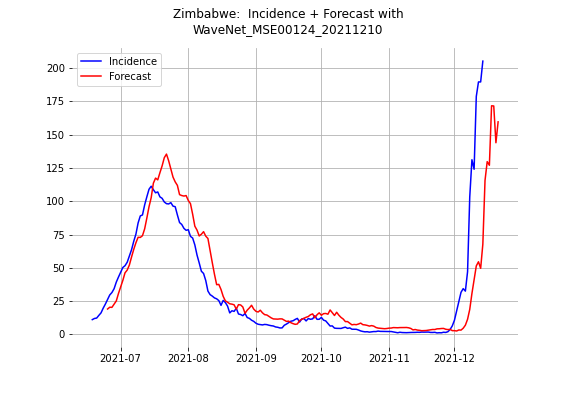 Zimbabwe:  Incidence + Forecast with
WaveNet_MSE00124_20211210
Incidence
Forecast
200
175
150
125
100
75
50
25
0
2021-07 2021-08 2021-09 2021-10 2021-11 2021-12